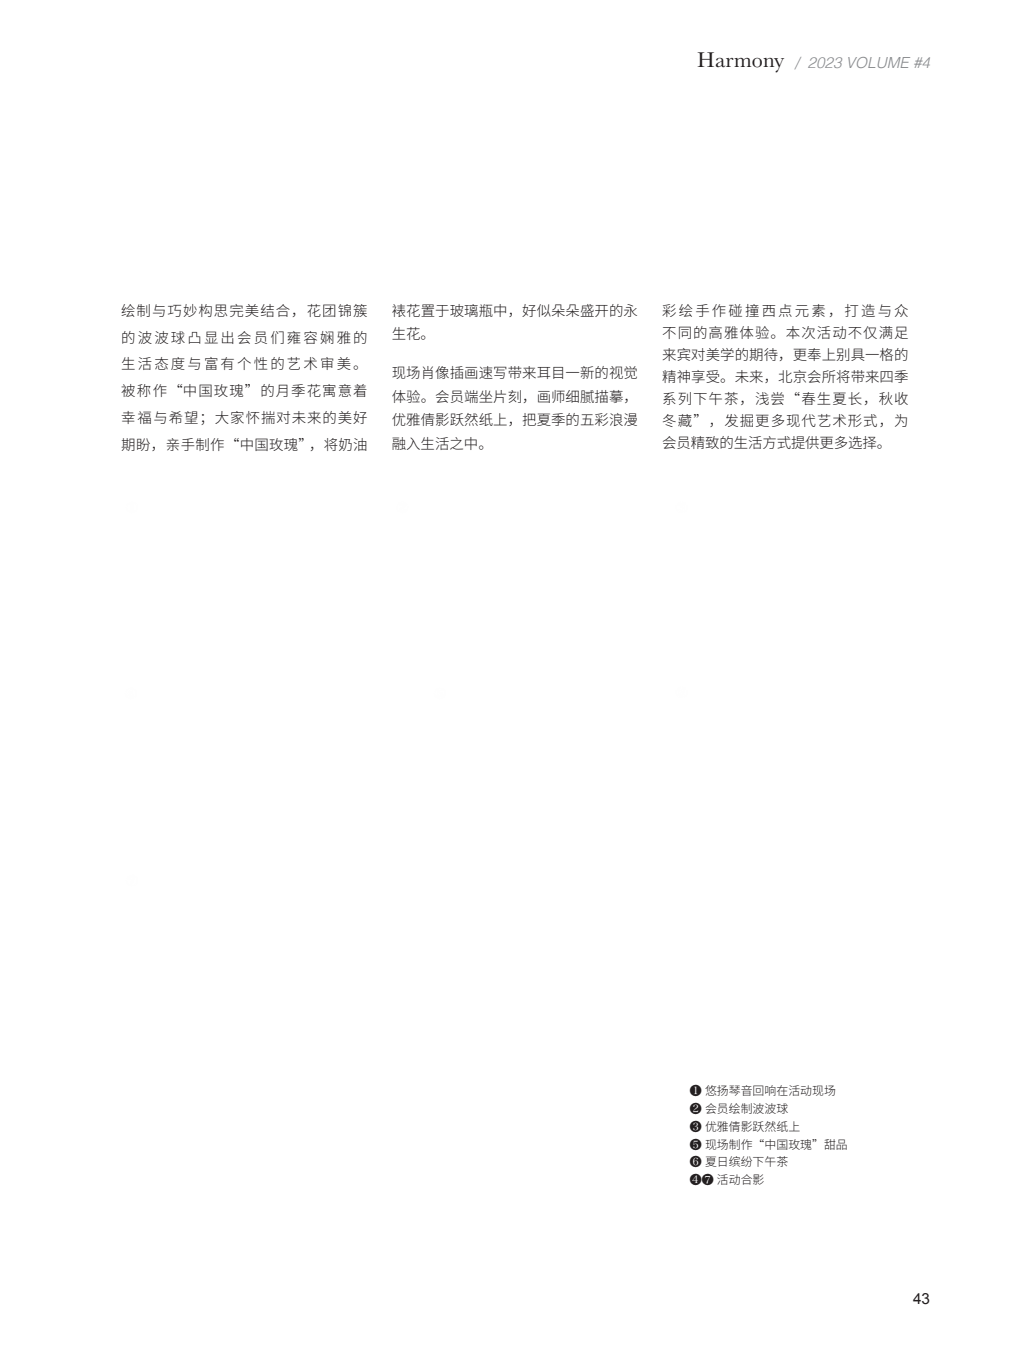 Harmony / 2023 VOLUME #4
绘制与巧妙构思完美结合，花团锦簇
的波波球凸显出会员们雍容娴雅的
生活态度与富有个性的艺术审美。
被称作“中国玫瑰”的月季花寓意着
幸福与希望；大家怀揣对未来的美好
期盼，亲手制作“中国玫瑰”，将奶油
裱花置于玻璃瓶中，好似朵朵盛开的永
生花。
现场肖像插画速写带来耳目一新的视觉
体验。会员端坐片刻，画师细腻描摹，
优雅倩影跃然纸上，把夏季的五彩浪漫
融入生活之中。
彩绘手作碰撞西点元素，打造与众
不同的高雅体验。本次活动不仅满足
来宾对美学的期待，更奉上别具一格的
精神享受。未来，北京会所将带来四季
系列下午茶，浅尝“春生夏长，秋收
冬藏”，发掘更多现代艺术形式，为
会员精致的生活方式提供更多选择。
❶ 悠扬琴音回响在活动现场
❷ 会员绘制波波球
❸ 优雅倩影跃然纸上
❺ 现场制作“中国玫瑰”甜品
❻ 夏日缤纷下午茶
❹❼ 活动合影
43